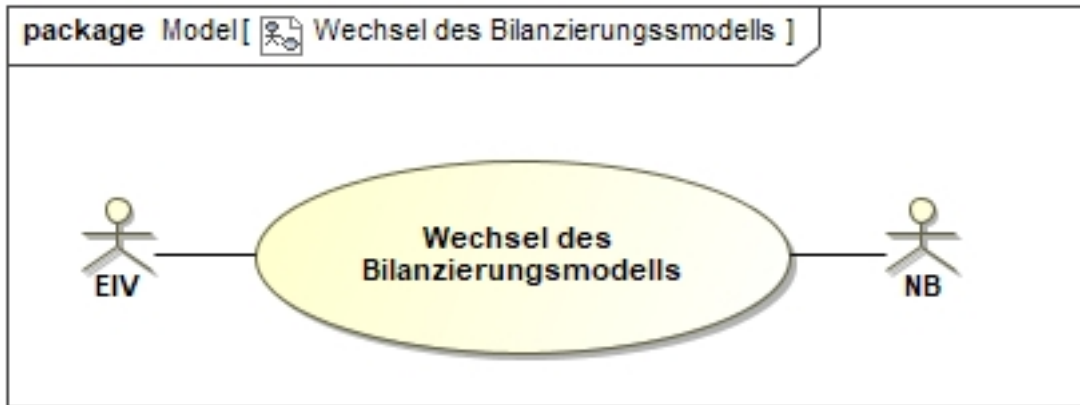 package Model[ Wechsel des Bilanzierungssmodells ]
Wechsel des
Bilanzierungsmodells
EIV
NB